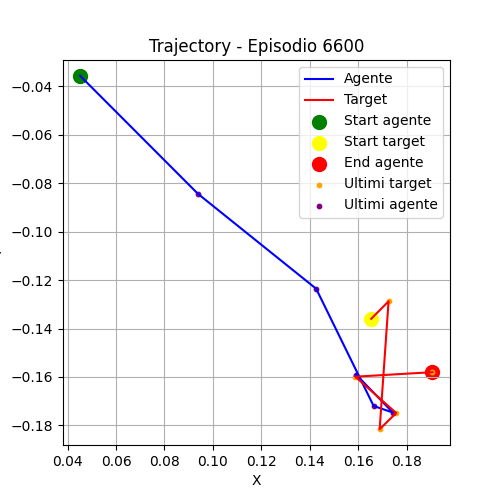 Trajectory - Episodio 6600
Agente
Target
Start agente
Start target
End agente
Ultimi target
Ultimi agente
−0.04
−0.06
−0.08
−0.10
−0.12
−0.14
−0.16
−0.18
0.04 0.06 0.08 0.10 0.12 0.14 0.16 0.18
X